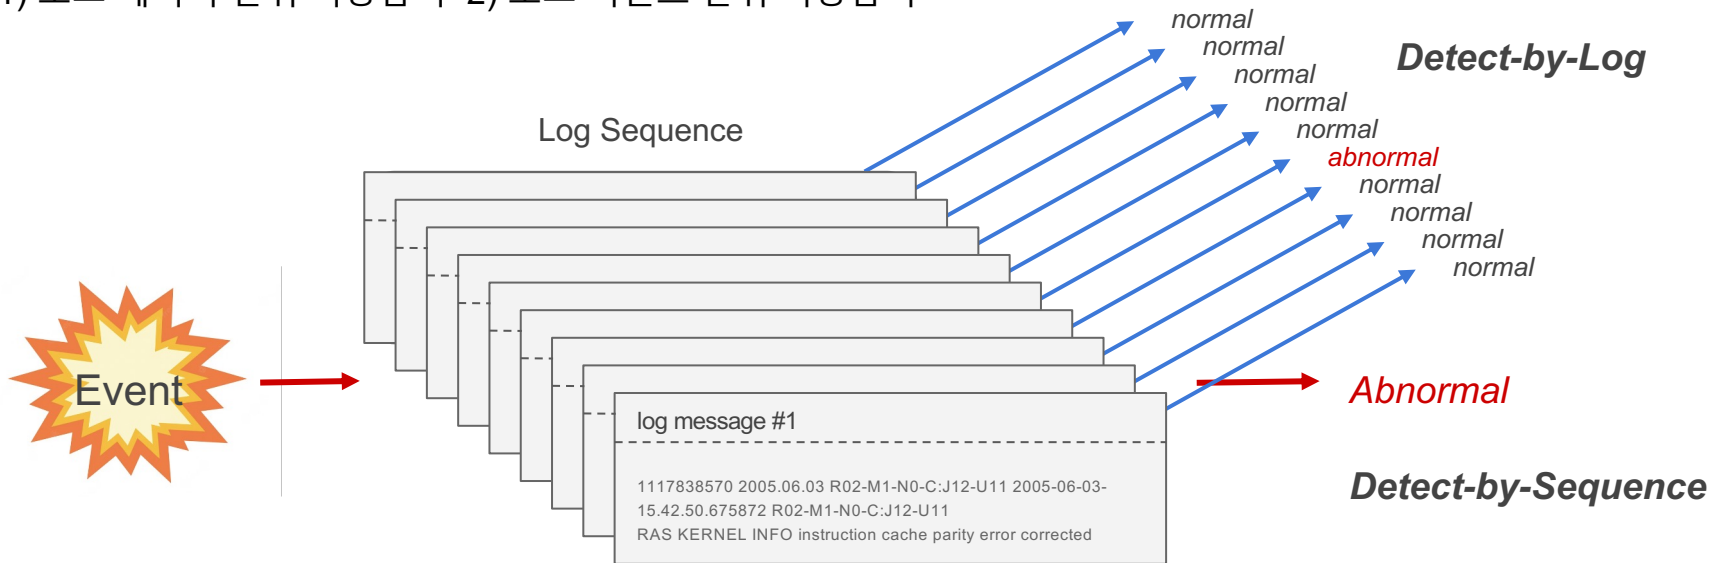 normal
normal
Detect-by-Log
normal
normal
Log Sequence
normal
abnormal
normal
normal
normal
normal
Event
Abnormal
log message #1
Detect-by-Sequence
1117838570 2005.06.03 R02-M1-N0-C:J12-U11 2005-06-03-
15.42.50.675872 R02-M1-N0-C:J12-U11
RAS KERNEL INFO instruction cache parity error corrected